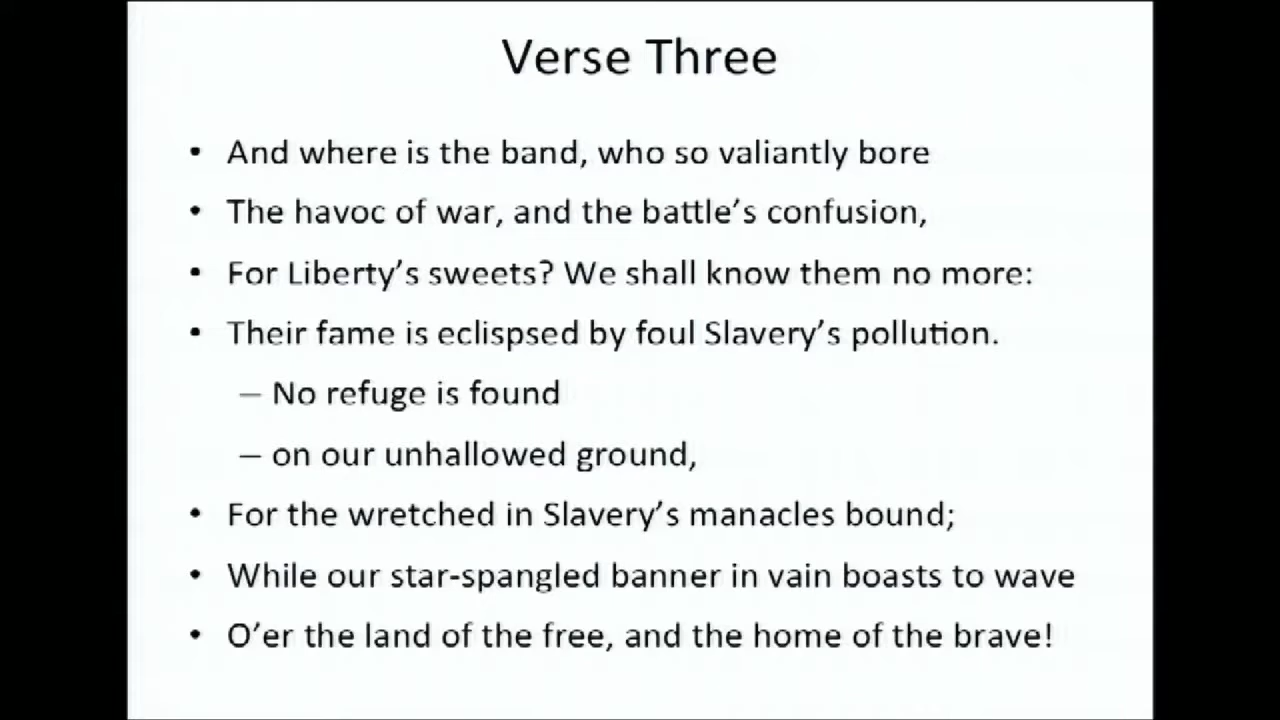 Verse Three
• And where is the band, who so valiantly bore
• The havoc of war, and the battle's confusion,
• For Liberty's sweets? We shall know them no more:
• Their fame is eclispsed by foul Slavery's pollution.
– No refuge is found
– on our unhallowed ground,
• For the wretched in Slavery's manacles bound;
• While our star-spangled banner in vain boasts to wave
• O'er the land of the free, and the home of the brave!